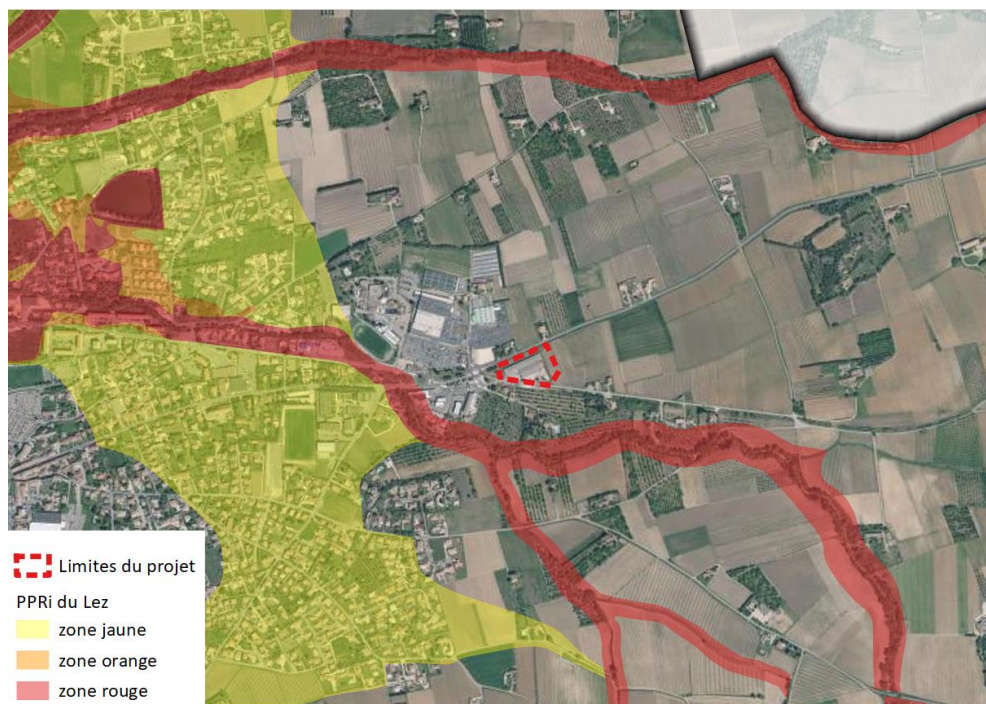 Limites du projet
PPRi du Lez
zone jaune
zone orange
zone rouge